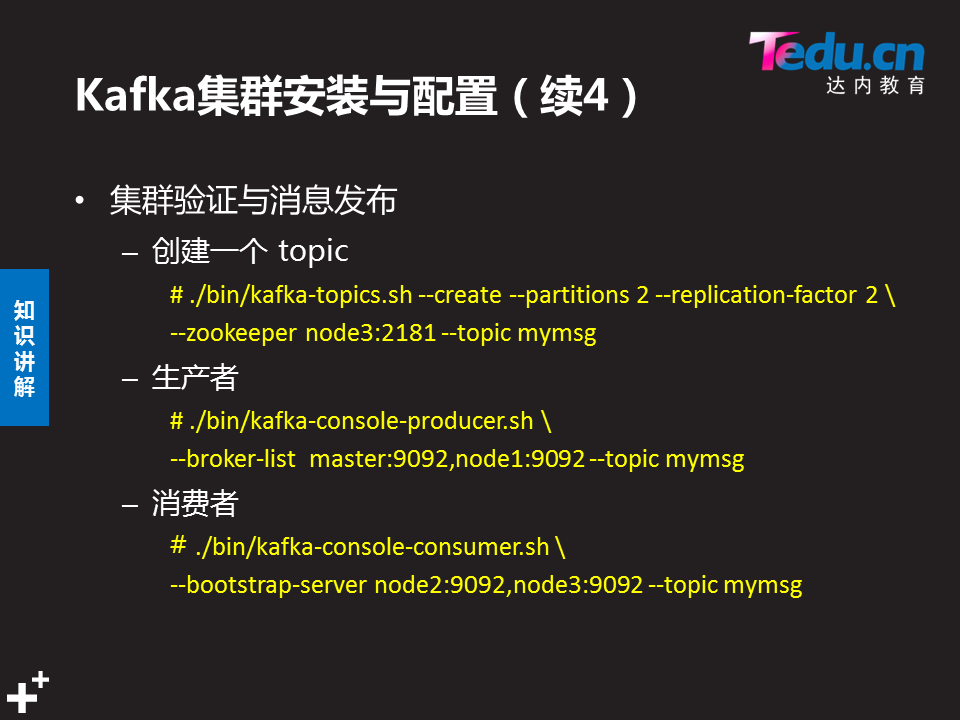 Tedu.cn
达内教育
Kafka集群安装与配置（续4）
• 集群验证与消息发布
– 创建一个 topic
# ./bin/kafka-topics.sh --create --partitions 2 --replication-factor 2 \
--zookeeper node3:2181 --topic mymsg
– 生产者
# ./bin/kafka-console-producer.sh \
--broker-list master:9092,node1:9092 --topic mymsg
– 消费者
# ./bin/kafka-console-consumer.sh \
--bootstrap-server node2:9092,node3:9092 --topic mymsg
知
识
讲
解